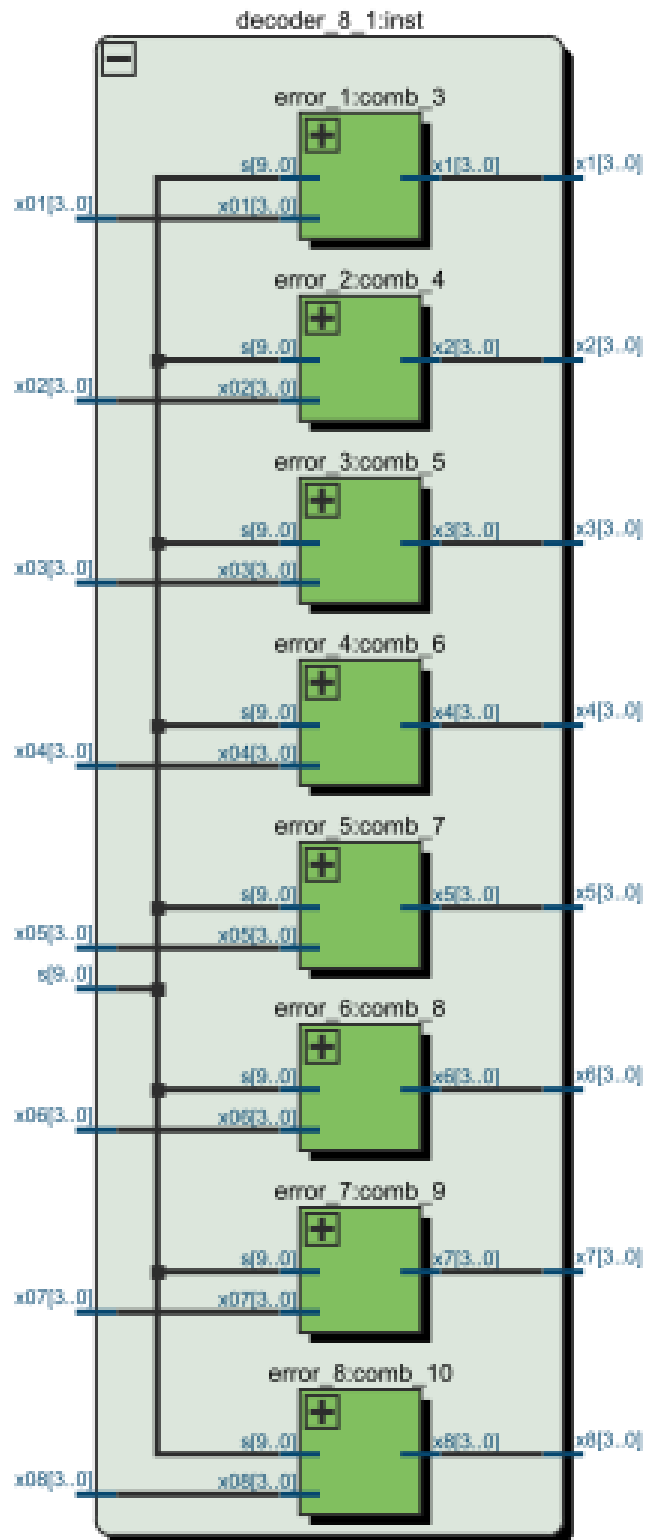 decoder_8_1:inst
error_1:comb_3
s[9..0] x1[3..0] x1[3..0]
x01[3..0] x01[3..0]
error_2:comb_4
s[9..0] x2[3..0] x2[3..0]
x02[3..0] x02[3..0]
error_3:comb_5
s[9..0] x3[3..0] x3[3..0]
x03[3..0] x03[3..0]
error_4:comb_6
s[9..0] x4[3..0] x4[3..0]
x04[3..0] x04[3..0]
error_5:comb_7
s[9..0] x5[3..0] x5[3..0]
x05[3..0] x05[3..0]
s[9..0]
error_6:comb_8
s[9..0] x6[3..0] x6[3..0]
x06[3..0] x06[3..0]
error_7:comb_9
s[9..0] x7[3..0] x7[3..0]
x07[3..0] x07[3..0]
error_8:comb_10
s[9..0] x8[3..0] x8[3..0]
x08[3..0] x08[3..0]